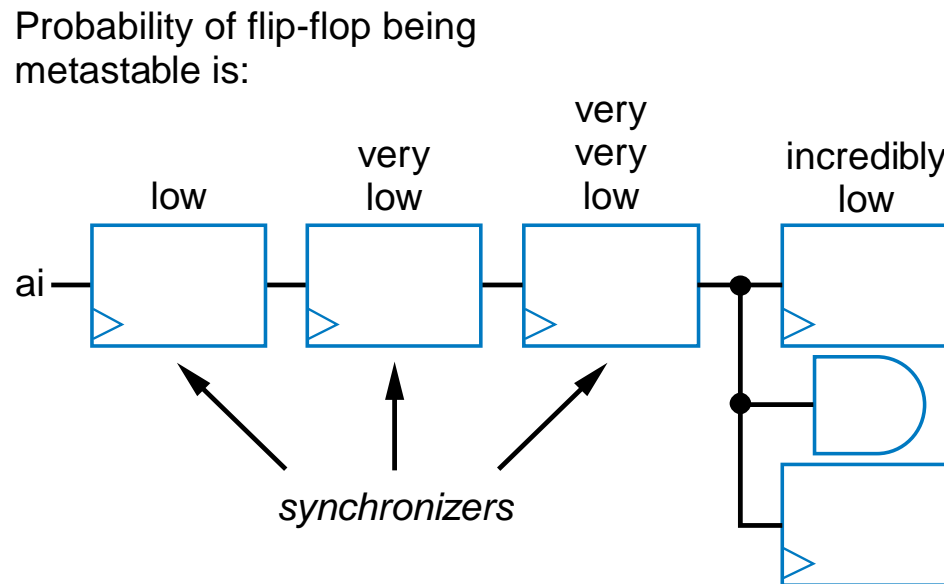 Probability of flip-flop being
metastable is:
low
very
low
very
very
low
incredibly
low
ai
synchronizers